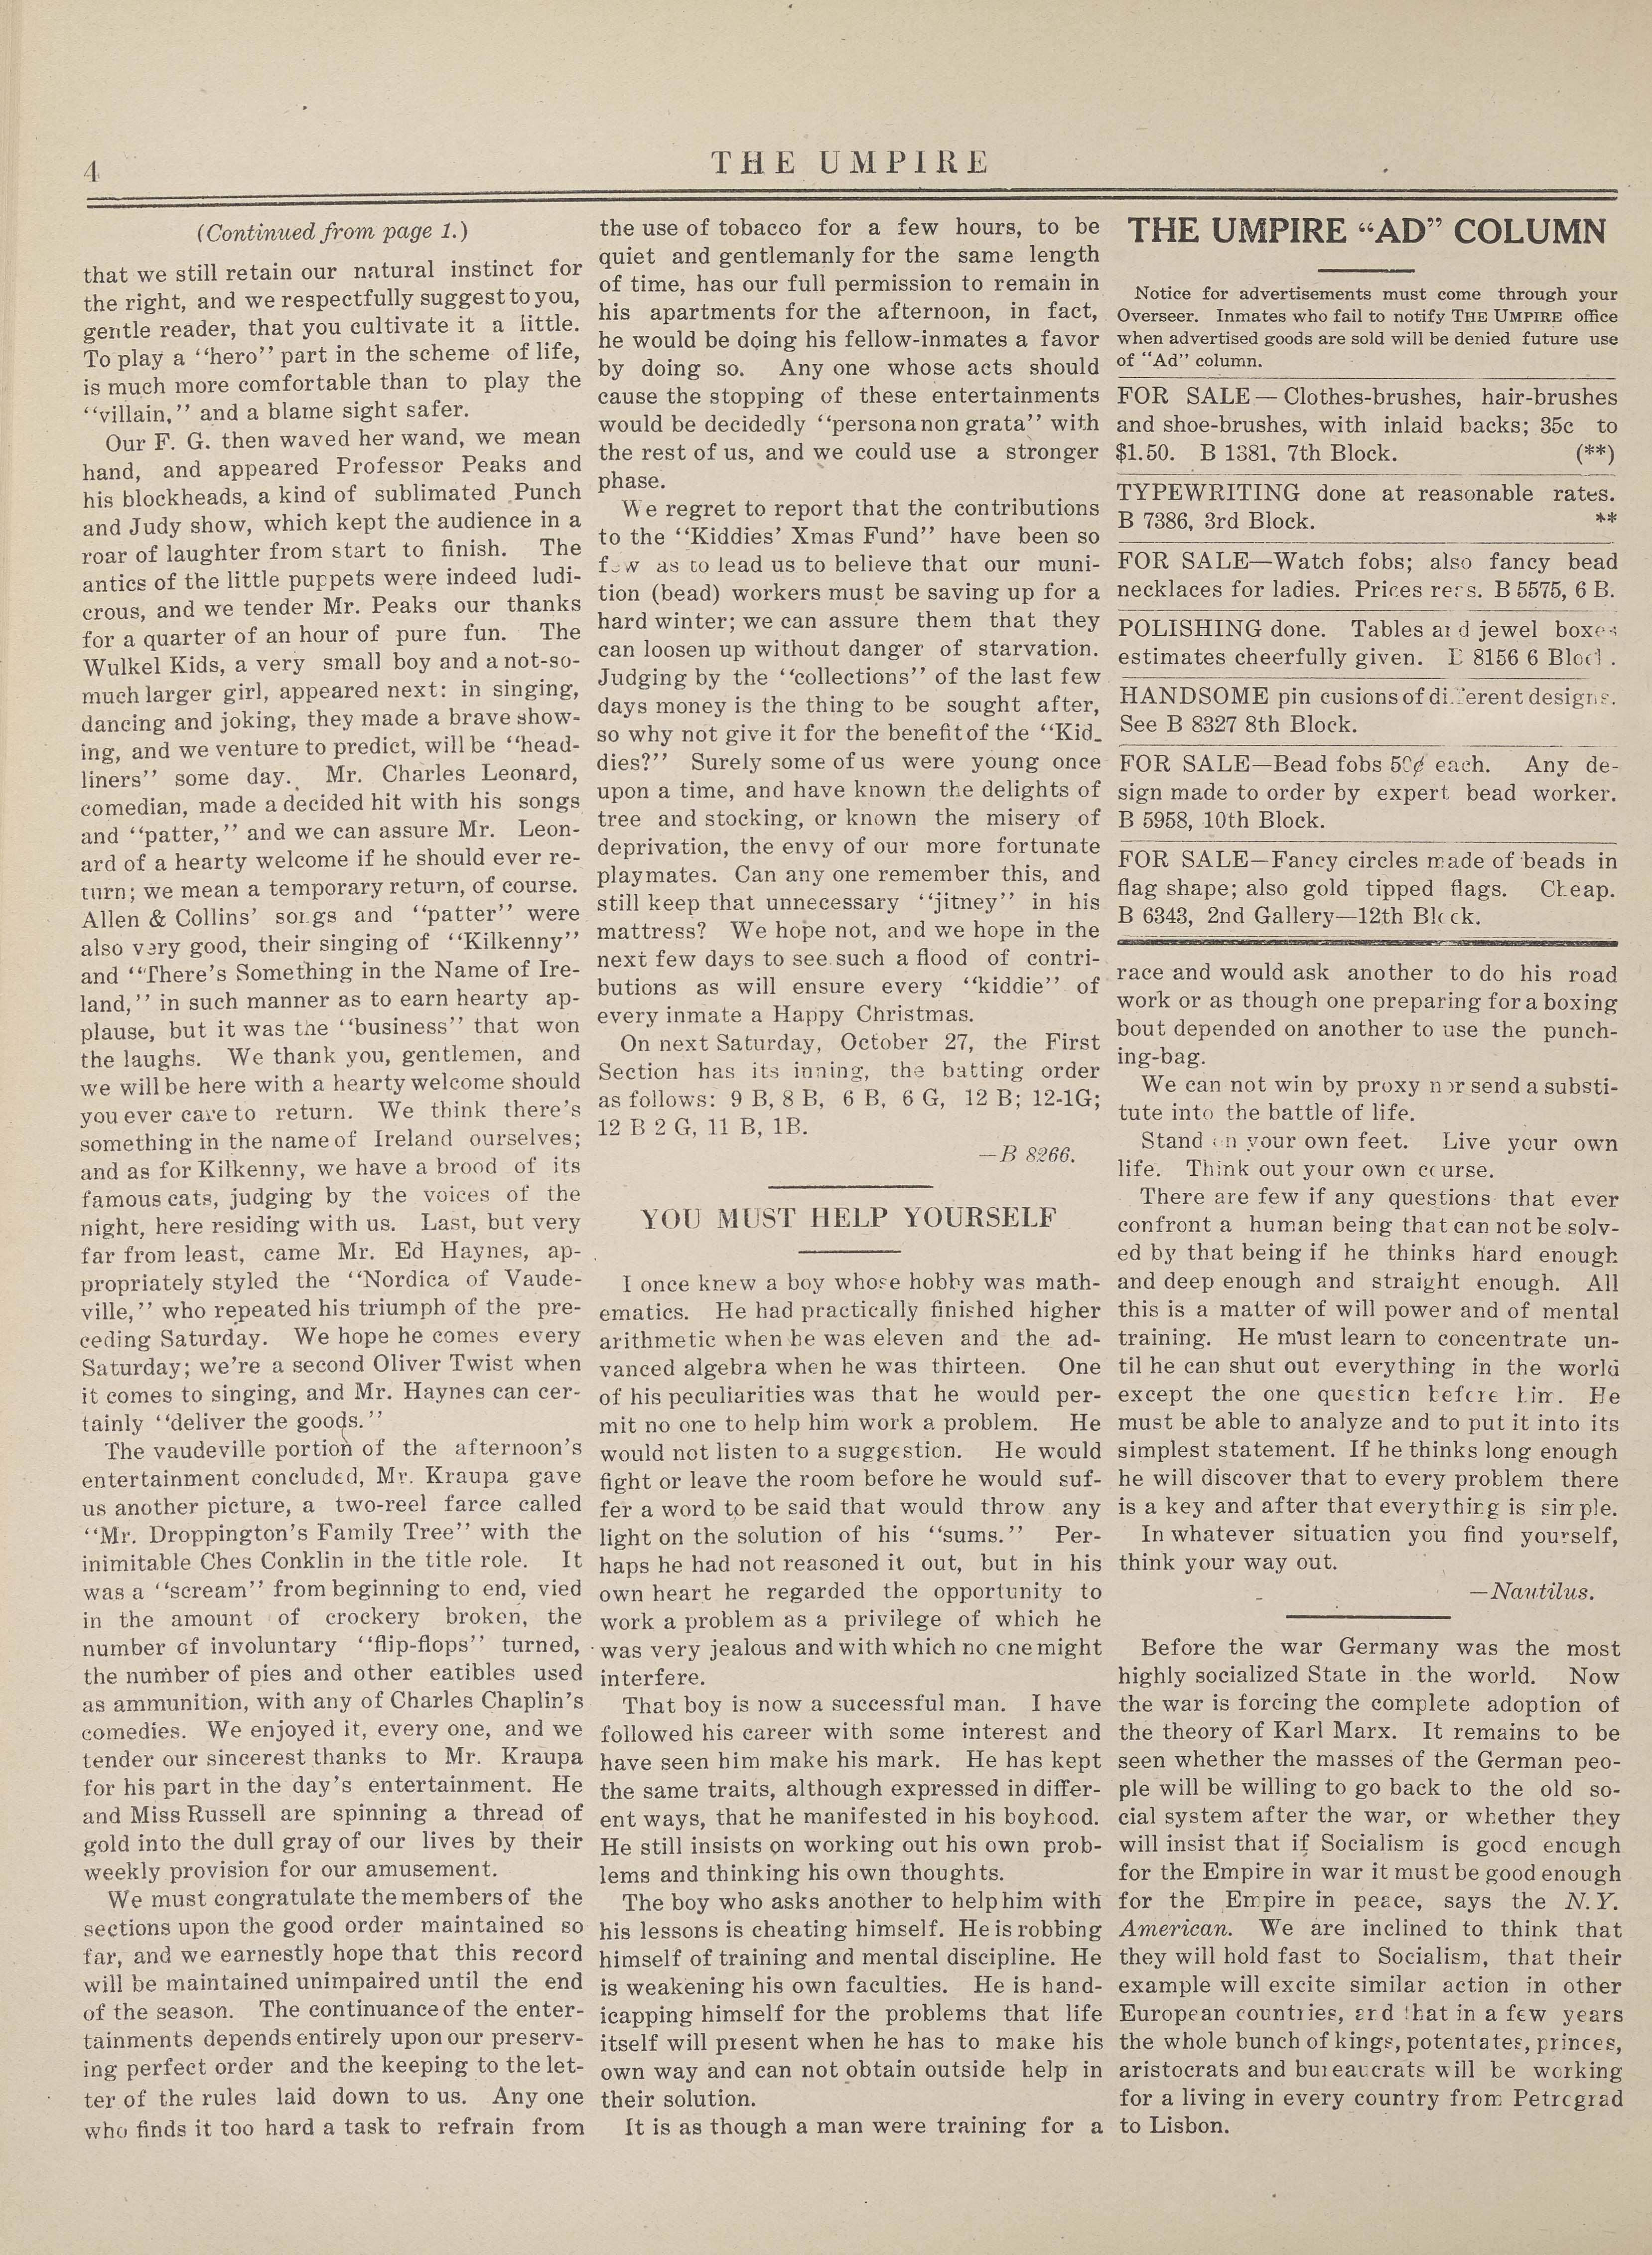 4
THE UMPIRE
(Continued from page 1.)
that we still retain our natural instinct for
the right, and we respectfully suggest to you,
gentle reader, that you cultivate it a little.
To play a "hero" part in the scheme of life,
is much more comfortable than to play the
"villain," and a blame sight safer.
Our F. G. then waved her wand, we mean
hand, and appeared Professor Peaks and
his blockheads, a kind of sublimated Punch
and Judy show, which kept the audience in a
roar of laughter from start to finish. The
antics of the little puppets were indeed ludi-
crous, and we tender Mr. Peaks our thanks
for a quarter of an hour of pure fun. The
Wulkel Kids, a very small boy and a not-so-
much larger girl, appeared next: in singing,
dancing and joking, they made a brave show-
ing, and we venture to predict, will be "head-
liners" some day. Mr. Charles Leonard,
comedian, made a decided hit with his songs
and "patter," and we can assure Mr. Leon-
ard of a hearty welcome if he should ever re-
turn; we mean a temporary return, of course.
Allen & Collins' songs and "patter" were
also very good, their singing of "Kilkenny"
and "There's Something in the Name of Ire-
land," in such manner as to earn hearty ap-
plause, but it was the "business" that won
the laughs. We thank you, gentlemen, and
we will be here with a hearty welcome should
you ever care to return. We think there's
something in the name of Ireland ourselves;
and as for Kilkenny, we have a brood of its
famous cats, judging by the voices of the
night, here residing with us. Last, but very
far from least, came Mr. Ed Haynes, ap-
propriately styled the "Nordica of Vaude-
ville," who repeated his triumph of the pre-
ceding Saturday. We hope he comes every
Saturday; we're a second Oliver Twist when
it comes to singing, and Mr. Haynes can cer-
tainly "deliver the goods."
The vaudeville portion of the afternoon's
entertainment concluded, Mr. Kraupa gave
us another picture, a two-reel farce called
"Mr. Droppington's Family Tree" with the
inimitable Ches Conklin in the title role. It
was a "scream" from beginning to end, vied
in the amount of crockery broken, the
number of involuntary "flip-flops" turned,
the number of pies and other eatibles used
as ammunition, with any of Charles Chaplin's
comedies. We enjoyed it, every one, and we
tender our sincerest thanks to Mr. Kraupa
for his part in the day's entertainment. He
and Miss Russell are spinning a thread of
gold into the dull gray of our lives by their
weekly provision for our amusement.
We must congratulate the members of the
sections upon the good order maintained so
far, and we earnestly hope that this record
will be maintained unimpaired until the end
of the season. The continuance of the enter-
tainments depends entirely upon our preserv-
ing perfect order and the keeping to the let-
ter of the rules laid down to us. Any one
who finds it too hard a task to refrain from
the use of tobacco for a few hours, to be
quiet and gentlemanly for the same length
of time, has our full permission to remain in
his apartments for the afternoon, in fact,
he would be doing his fellow-inmates a favor
by doing so. Any one whose acts should
cause the stopping of these entertainments
would be decidedly "persona non grata" with
the rest of us, and we could use a stronger
phase.
We regret to report that the contributions
to the "Kiddies' Xmas Fund" have been so
few as to lead us to believe that our muni-
tion (bead) workers must be saving up for a
hard winter; we can assure them that they
can loosen up without danger of starvation.
Judging by the "collections" of the last few
days money is the thing to be sought after,
so why not give it for the benefit of the "Kid-
dies?" Surely some of us were young once
upon a time, and have known the delights of
tree and stocking, or known the misery of
deprivation, the envy of our more fortunate
playmates. Can any one remember this, and
still keep that unnecessary "jitney" in his
mattress? We hope not, and we hope in the
next few days to see such a flood of contri-
butions as will ensure every "kiddie" of
every inmate a Happy Christmas.
On next Saturday, October 27, the First
Section has its inning, the batting order
as follows: 9 B, 8 B, 6 B, 6 G, 12 B; 12-1G;
12 B 2 G, 11 B, 1B.
—B 8266.
YOU MUST HELP YOURSELF
I once knew a boy whose hobby was math-
ematics. He had practically finished higher
arithmetic when he was eleven and the ad-
vanced algebra when he was thirteen. One
of his peculiarities was that he would per-
mit no one to help him work a problem. He
would not listen to a suggestion. He would
fight or leave the room before he would suf-
fer a word to be said that would throw any
light on the solution of his "sums." Per-
haps he had not reasoned it out, but in his
own heart he regarded the opportunity to
work a problem as a privilege of which he
was very jealous and with which no one might
interfere.
That boy is now a successful man. I have
followed his career with some interest and
have seen him make his mark. He has kept
the same traits, although expressed in differ-
ent ways, that he manifested in his boyhood.
He still insists on working out his own prob-
lems and thinking his own thoughts.
The boy who asks another to help him with
his lessons is cheating himself. He is robbing
himself of training and mental discipline. He
is weakening his own faculties. He is hand-
icapping himself for the problems that life
itself will present when he has to make his
own way and can not obtain outside help in
their solution.
It is as though a man were training for a
THE UMPIRE "AD" COLUMN
Notice for advertisements must come through your
Overseer. Inmates who fail to notify THE UMPIRE office
when advertised goods are sold will be denied future use
of "Ad" column.
FOR SALE — Clothes-brushes, hair-brushes
and shoe-brushes, with inlaid backs; 35c to
$1.50. B 1381, 7th Block. (**)
TYPEWRITING done at reasonable rates.
B 7386, 3rd Block. **
FOR SALE—Watch fobs; also fancy bead
necklaces for ladies. Prices reas. B 5575, 6 B.
POLISHING done. Tables and jewel boxes
estimates cheerfully given. B 8156 6 Block.
HANDSOME pin cusions of different designs.
See B 8327 8th Block.
FOR SALE—Bead fobs 50¢ each. Any de-
sign made to order by expert bead worker.
B 5958, 10th Block.
FOR SALE—Fancy circles made of beads in
flag shape; also gold tipped flags. Cheap.
B 6343, 2nd Gallery—12th Block.
race and would ask another to do his road
work or as though one preparing for a boxing
bout depended on another to use the punch-
ing-bag.
We can not win by proxy nor send a substi-
tute into the battle of life.
Stand on your own feet. Live your own
life. Think out your own course.
There are few if any questions that ever
confront a human being that can not be solv-
ed by that being if he thinks hard enough
and deep enough and straight enough. All
this is a matter of will power and of mental
training. He must learn to concentrate un-
til he can shut out everything in the world
except the one question before him. He
must be able to analyze and to put it into its
simplest statement. If he thinks long enough
he will discover that to every problem there
is a key and after that everything is simple.
In whatever situation you find yourself,
think your way out.
—Nautilus.
Before the war Germany was the most
highly socialized State in the world. Now
the war is forcing the complete adoption of
the theory of Karl Marx. It remains to be
seen whether the masses of the German peo-
ple will be willing to go back to the old so-
cial system after the war, or whether they
will insist that if Socialism is good enough
for the Empire in war it must be good enough
for the Empire in peace, says the N. Y.
American. We are inclined to think that
they will hold fast to Socialism, that their
example will excite similar action in other
European countries, and that in a few years
the whole bunch of kings, potentates, princes,
aristocrats and bureaucrats will be working
for a living in every country from Petrograd
to Lisbon.